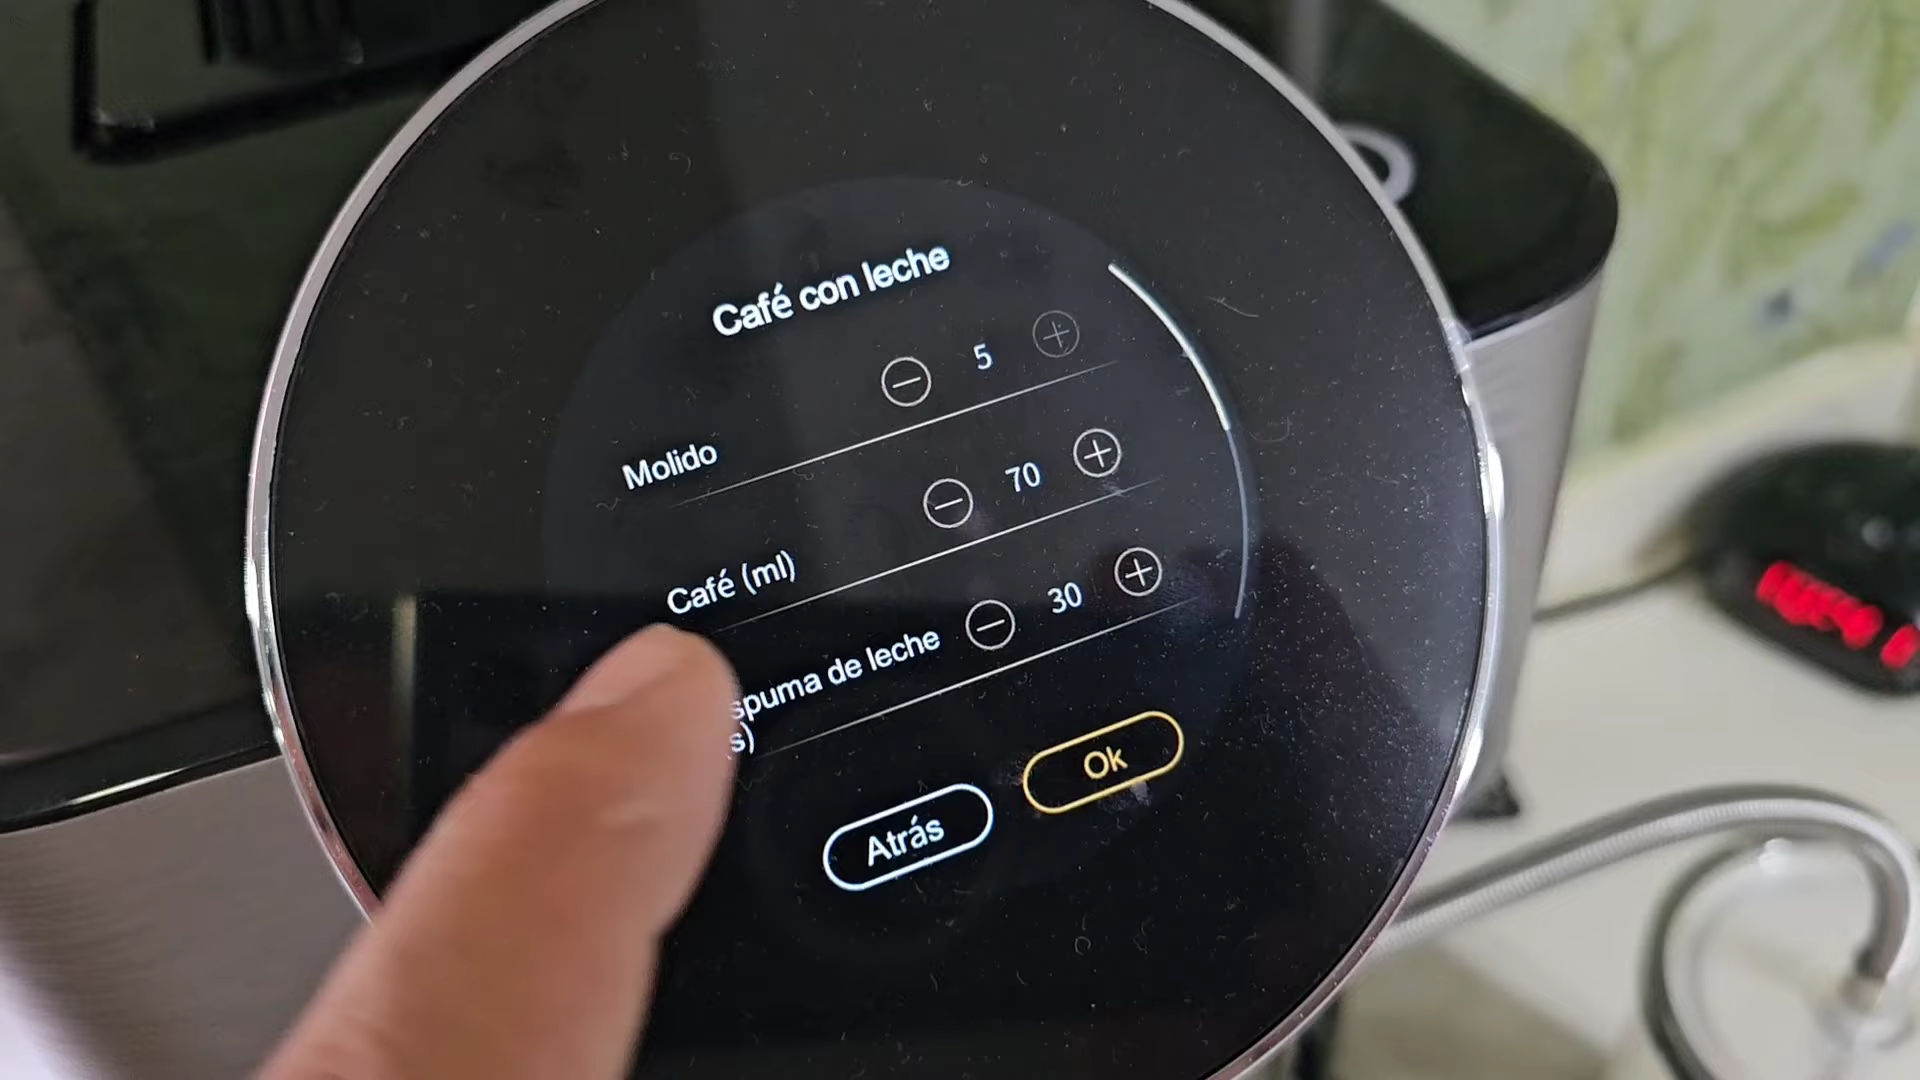 Café con leche
Molido 5
Café (ml) 70
spuma de leche 30
s)
Atrás Ok